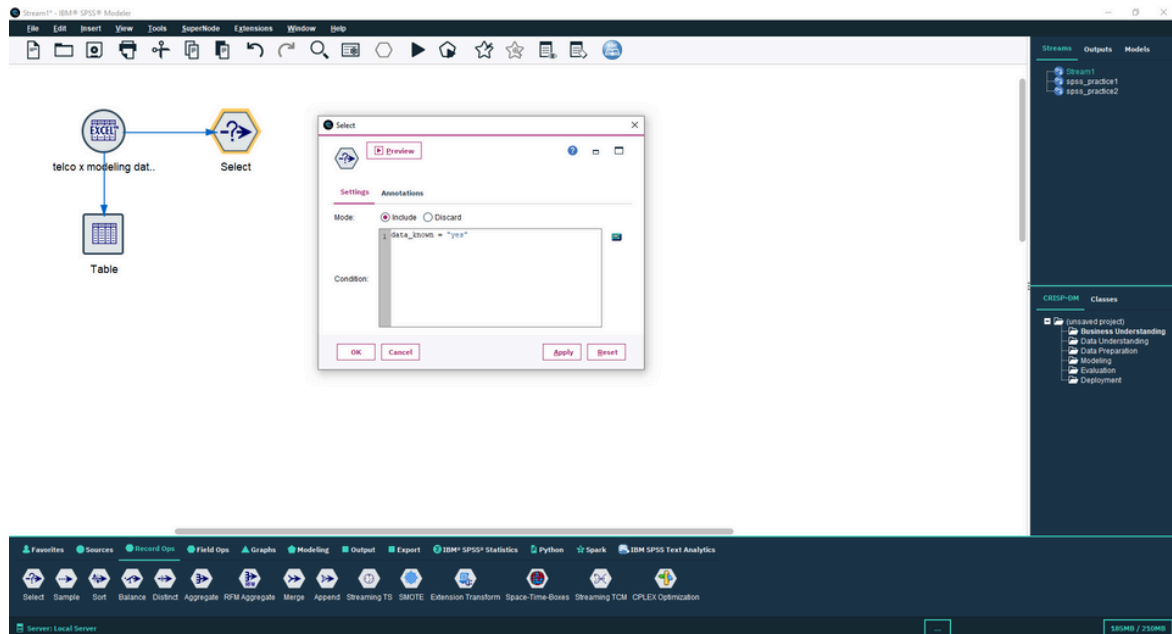 Stream1* - IBM® SPSS® Modeler
File Edit Insert View Tools SuperNode Extensions Window Help
Streams Outputs Models
Stream1
spss_practice1
spss_practice2
EXCEL
telco x modeling dat..
Select
Table
Select
Preview
Settings Annotations
Mode: Include Discard
1 data_known = "yes"
Condition:
OK Cancel Apply Reset
CRISP-DM Classes
(unsaved project)
Business Understanding
Data Understanding
Data Preparation
Modeling
Evaluation
Deployment
Favorites Sources Record Ops Field Ops Graphs Modeling Output Export IBM® SPSS® Statistics Python Spark IBM SPSS Text Analytics
Select Sample Sort Balance Distinct Aggregate RFM Aggregate Merge Append Streaming TS SMOTE Extension Transform Space-Time-Boxes Streaming TCM CPLEX Optimization
Server: Local Server ... 185MB / 210MB